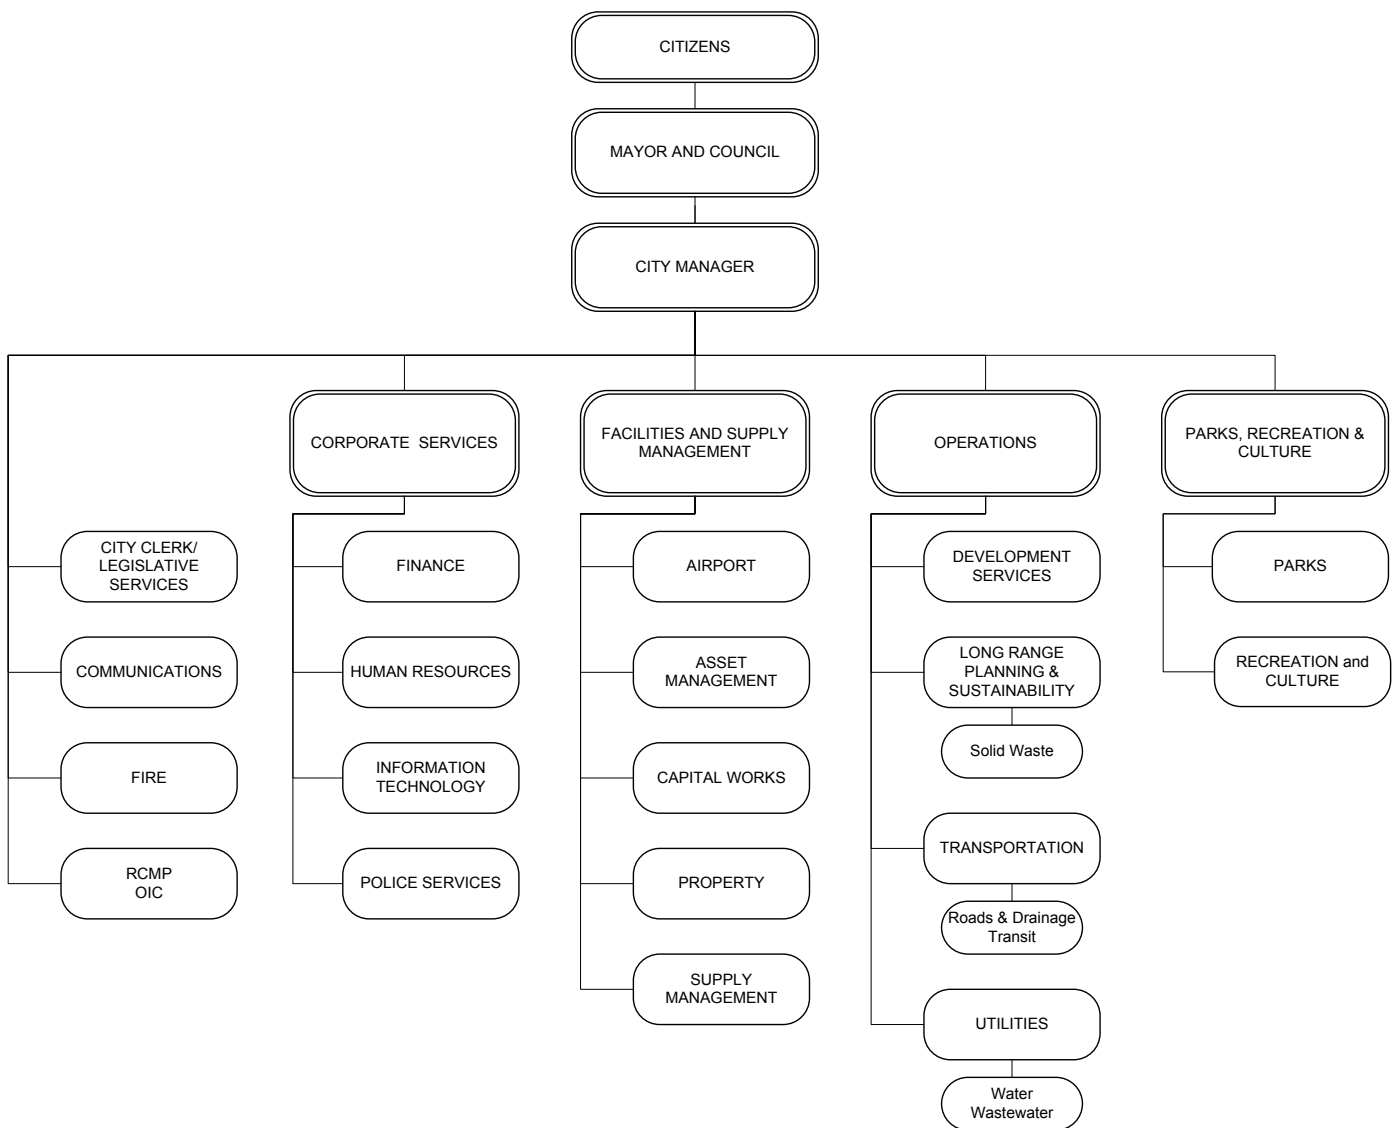 CITIZENS
MAYOR AND COUNCIL
CITY MANAGER
CORPORATE SERVICES
FACILITIES AND SUPPLY
MANAGEMENT
OPERATIONS
PARKS, RECREATION &
CULTURE
CITY CLERK/
LEGISLATIVE
SERVICES
COMMUNICATIONS
FIRE
RCMP
OIC
FINANCE
HUMAN RESOURCES
INFORMATION
TECHNOLOGY
POLICE SERVICES
AIRPORT
ASSET
MANAGEMENT
CAPITAL WORKS
PROPERTY
SUPPLY
MANAGEMENT
DEVELOPMENT
SERVICES
LONG RANGE
PLANNING &
SUSTAINABILITY
Solid Waste
TRANSPORTATION
Roads & Drainage
Transit
UTILITIES
Water
Wastewater
PARKS
RECREATION and
CULTURE